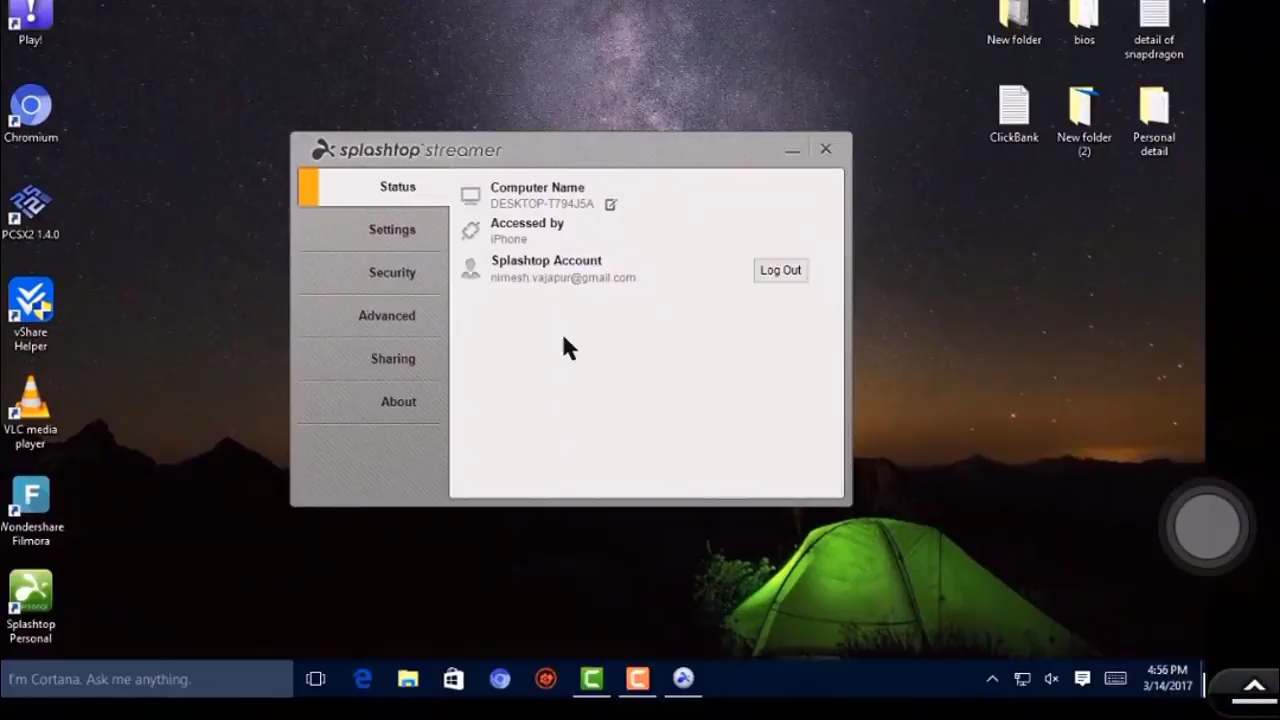 Play!
Chromium
PCSX2 1.4.0
vShare
Helper
VLC media
player
Wondershare
Filmora
Splashtop
Personal
New folder
bios
detail of
snapdragon
ClickBank
New folder
(2)
Personal
detail
splashtop streamer
Status
Settings
Security
Advanced
Sharing
About
Computer Name
DESKTOP-T794J5A
Accessed by
iPhone
Splashtop Account
nimesh.vajapur@gmail.com
Log Out
I'm Cortana. Ask me anything.
4:56 PM
3/14/2017